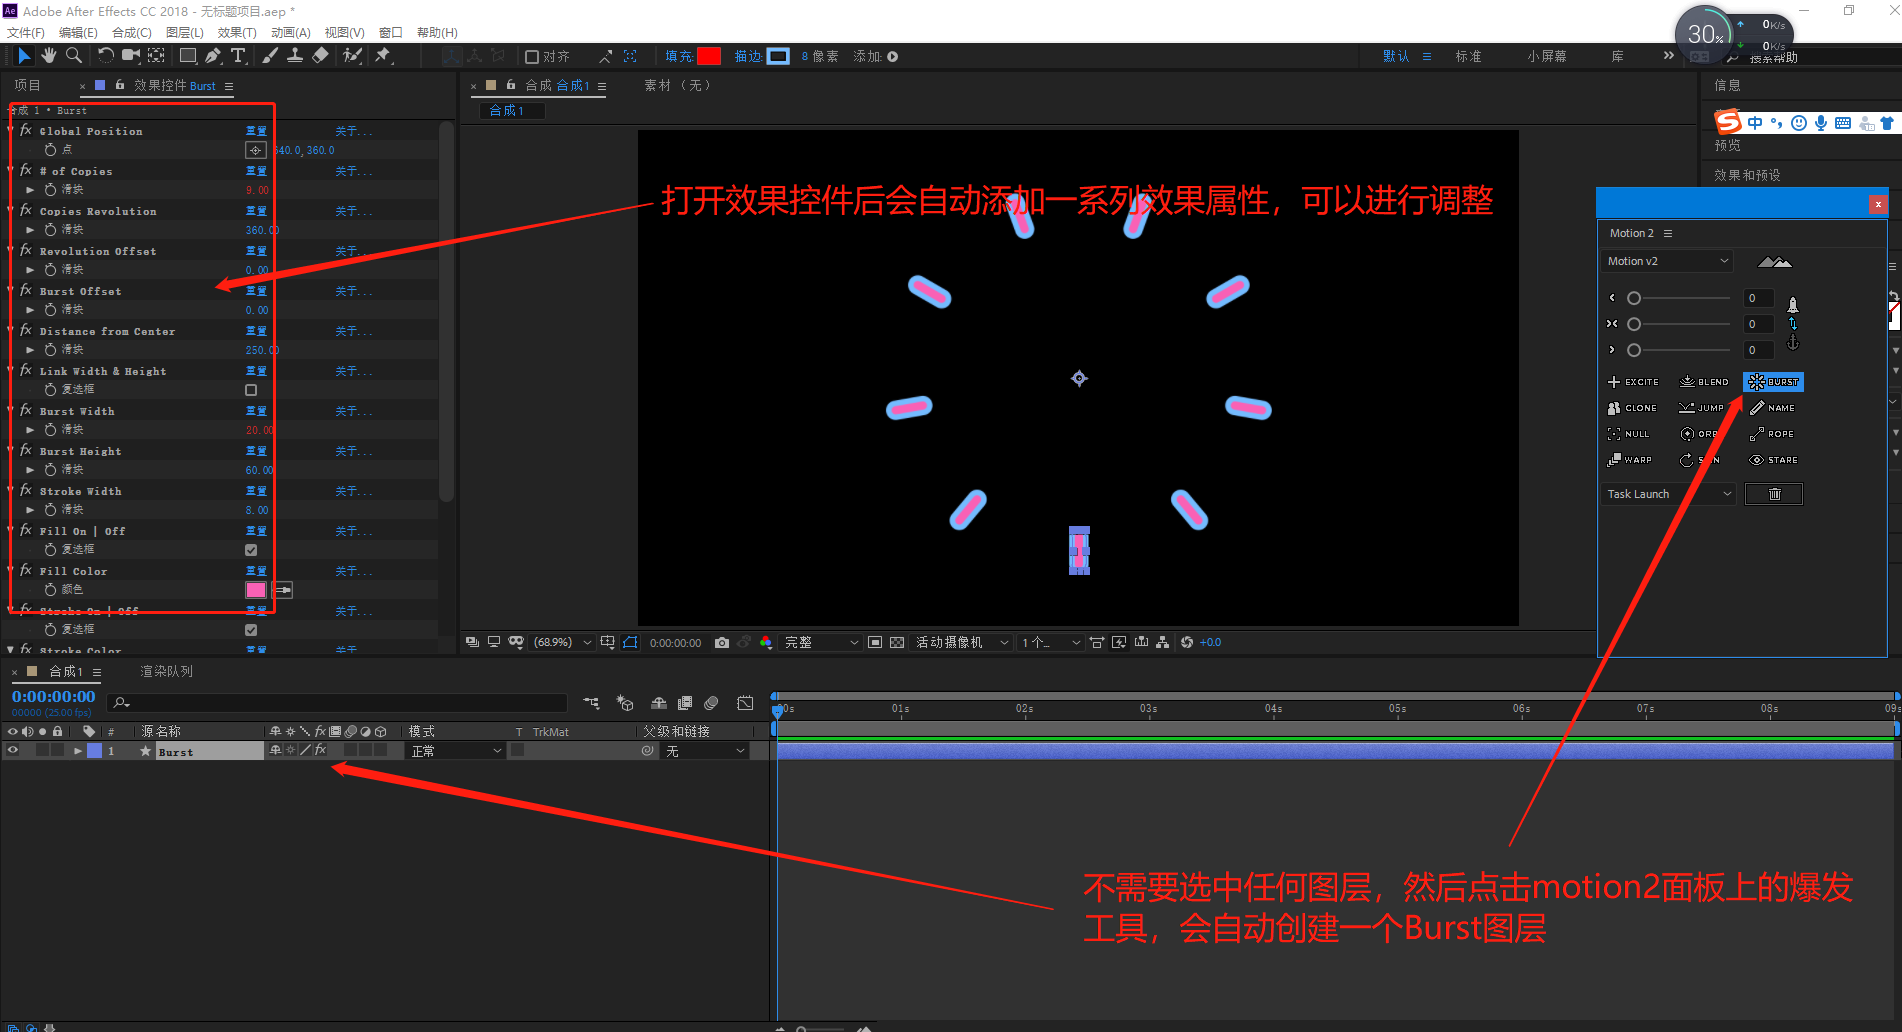 Ae Adobe After Effects CC 2018 - 无标题项目.aep *
文件(F) 编辑(E) 合成(C) 图层(L) 效果(T) 动画(A) 视图(V) 窗口 帮助(H)
30% 0K/s
0K/s
对齐 填充: 描边: 8 像素 添加: 默认 标准 小屏幕 库 搜索帮助
项目 效果控件 Burst
合成 合成1 素材 （无）
信息
合成 1 • Burst
合成1
中
预览
效果和预设
fx Global Position 重置 关于...
点 640.0, 360.0
fx # of Copies 重置 关于...
滑块 9.00
fx Copies Revolution 重置 关于...
滑块 360.00
fx Revolution Offset 重置 关于...
滑块 0.00
fx Burst Offset 重置 关于...
滑块 0.00
fx Distance from Center 重置 关于...
滑块 250.00
fx Link Width & Height 重置 关于...
复选框
fx Burst Width 重置 关于...
滑块 20.00
fx Burst Height 重置 关于...
滑块 60.00
fx Stroke Width 重置 关于...
滑块 8.00
fx Fill On | Off 重置 关于...
复选框
fx Fill Color 重置 关于...
颜色
fx Stroke On | Off 重置 关于...
复选框
fx Stroke Color 重置 关于...
打开效果控件后会自动添加一系列效果属性，可以进行调整
Motion 2
Motion v2
0
0
0
EXCITE BLEND BURST
CLONE JUMP NAME
NULL ORB ROPE
WARP SPIN STARE
Task Launch
(68.9%) 0:00:00:00 完整 活动摄像机 1 个... +0.0
合成1 渲染队列
0:00:00:00
00000 (25.00 fps)
:00s 01s 02s 03s 04s 05s 06s 07s 08s 09s
# 源名称 fx 模式 T TrkMat 父级和链接
1 Burst fx 正常 无
不需要选中任何图层，然后点击motion2面板上的爆发
工具，会自动创建一个Burst图层